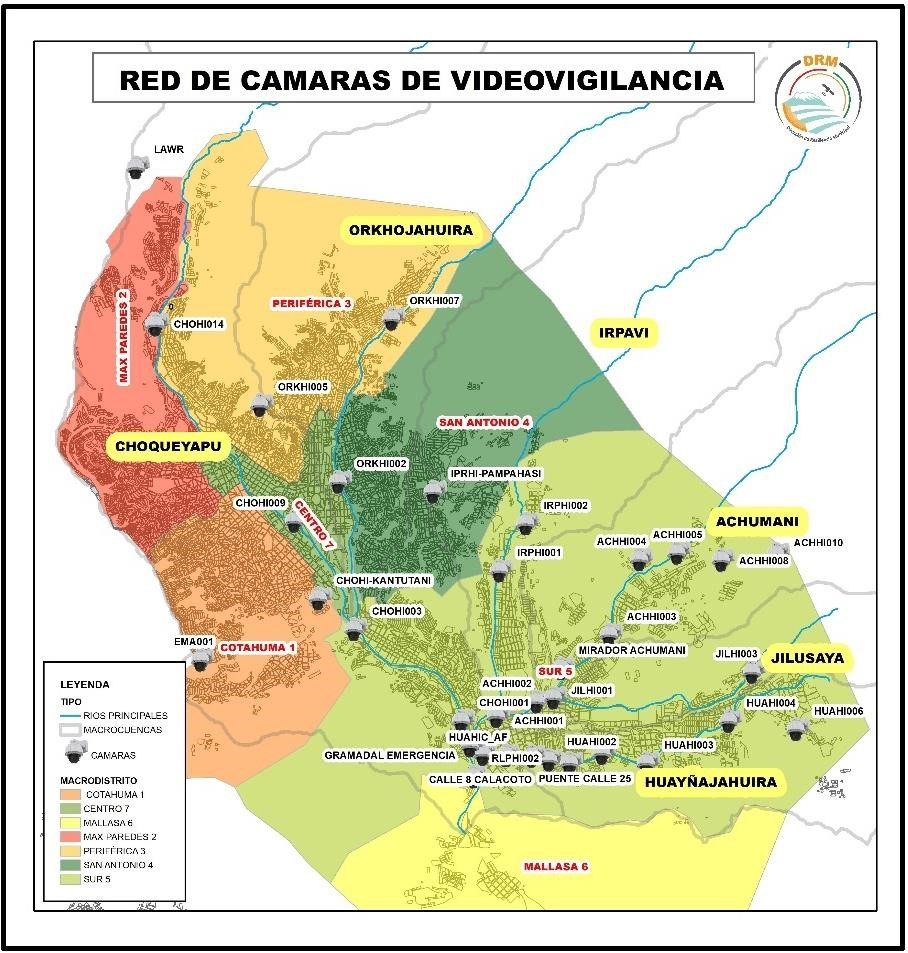 RED DE CAMARAS DE VIDEOVIGILANCIA
DRM
LAWR
ORKHOJAHUIRA
PERIFÉRICA 3
ORKHI007
MAX PAREDES 2
CHOHI014
IRPAVI
ORKHI005
SAN ANTONIO 4
CHOQUEYAPU
ORKHI002
IPRHI-PAMPAHASI
CHOHI009
CENTRO 7
IRPHI002
ACHUMANI
ACHHI004
ACHHI005
ACHHI010
IRPHI001
ACHHI008
CHOHI-KANTUTANI
CHOHI003
ACHHI003
EMA001
COTAHUMA 1
MIRADOR ACHUMANI
JILHI003
JILUSAYA
SUR 5
ACHHI002
JILHI001
CHOHI001
HUAHI004
HUAHI006
ACHHI001
HUAHIC_AF
HUAHI002
HUAHI003
GRAMADAL EMERGENCIA
RLPHI002
CALLE 8 CALACOTO
PUENTE CALLE 25
HUAYÑAJAHUIRA
MALLASA 6
LEYENDA
TIPO
RIOS PRINCIPALES
MACROCUENCAS
CAMARAS
MACRODISTRITO
COTAHUMA 1
CENTRO 7
MALLASA 6
MAX PAREDES 2
PERIFÉRICA 3
SAN ANTONIO 4
SUR 5